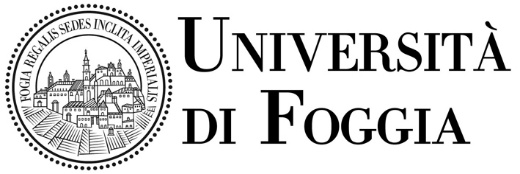 FOGIA REGALIS SEDES INCLITA IMPERIALIS
UNIVERSITÀ
DI FOGGIA